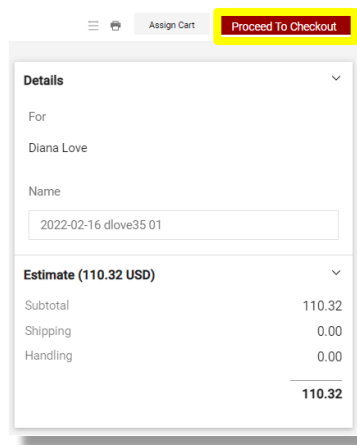 Assign Cart Proceed To Checkout
Details
For
Diana Love
Name
2022-02-16 dlove35 01
Estimate (110.32 USD)
Subtotal 110.32
Shipping 0.00
Handling 0.00
110.32